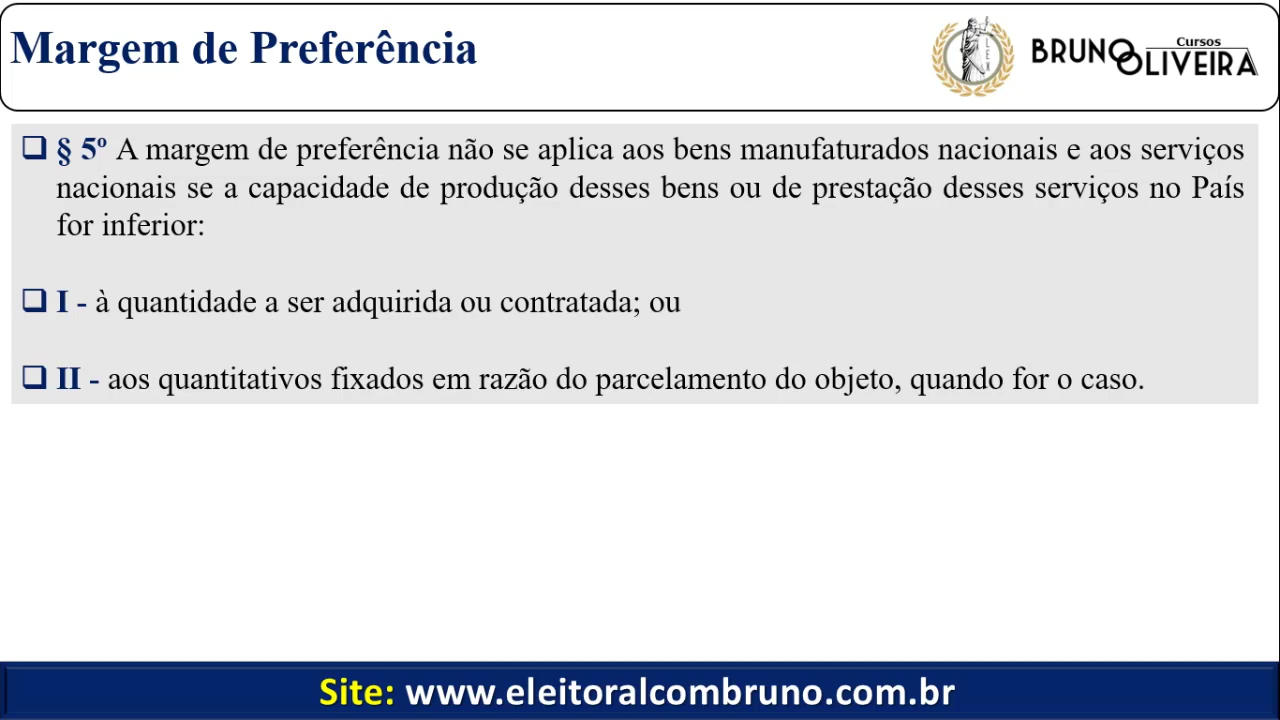 Margem de Preferência
LEX
BRUNO OLIVEIRA
Cursos
§ 5º A margem de preferência não se aplica aos bens manufaturados nacionais e aos serviços
nacionais se a capacidade de produção desses bens ou de prestação desses serviços no País
for inferior:
I - à quantidade a ser adquirida ou contratada; ou
II - aos quantitativos fixados em razão do parcelamento do objeto, quando for o caso.
Site: www.eleitoralcombruno.com.br